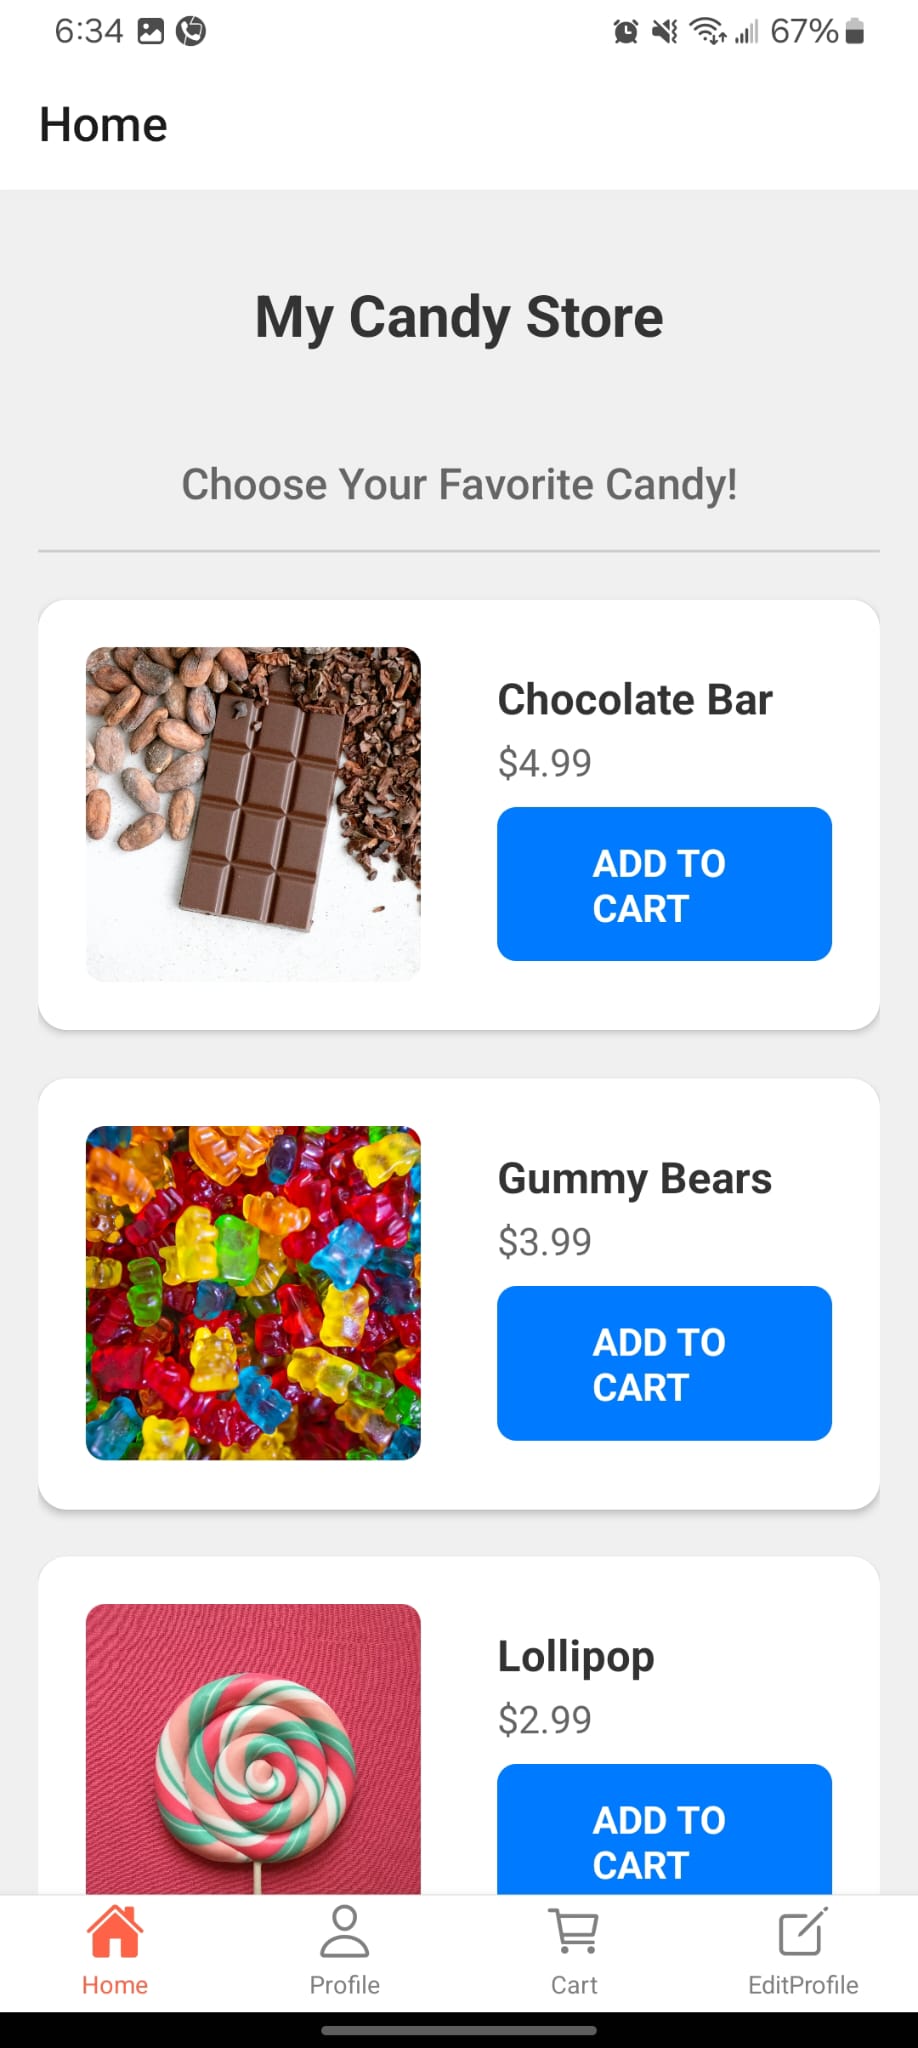 6:34
67%
Home
My Candy Store
Choose Your Favorite Candy!
Chocolate Bar
$4.99
ADD TO
CART
Gummy Bears
$3.99
ADD TO
CART
Lollipop
$2.99
ADD TO
CART
Home
Profile
Cart
EditProfile